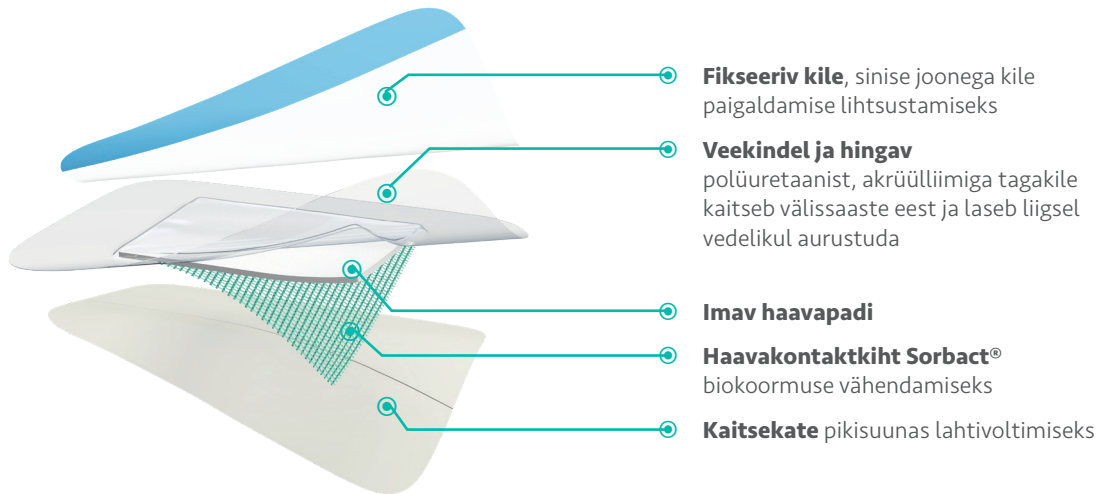 Fikseeriv kile, sinise joonega kile
paigaldamise lihtsustamiseks
Veekindel ja hingav
polüuretaanist, akrüülliimiga tagakile
kaitseb välissaaste eest ja laseb liigsel
vedelikul aurustuda
Imav haavapadi
Haavakontaktkiht Sorbact®
biokoormuse vähendamiseks
Kaitsekate pikisuunas lahtivoltimiseks